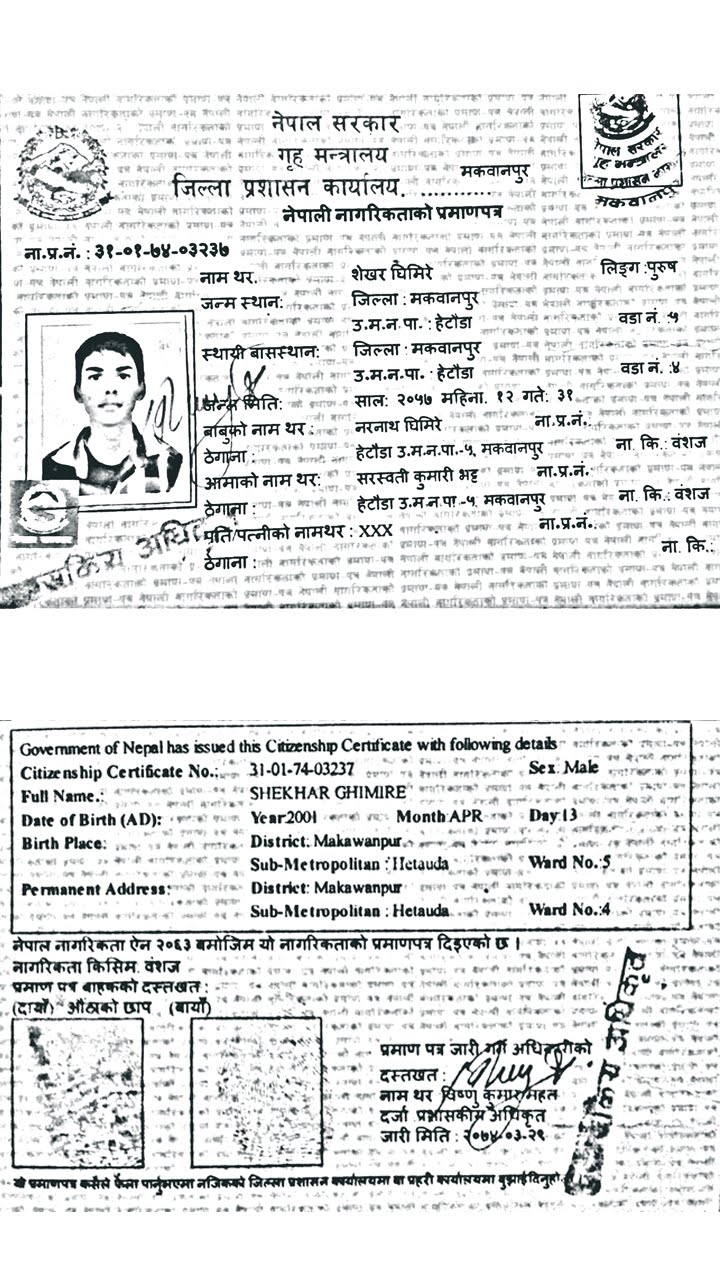 नेपाल सरकार
गृह मन्त्रालय
जिल्ला प्रशासन कार्यालय, ............ मकवानपुर
नेपाली नागरिकताको प्रमाणपत्र
नेपाल सरकार
मकवानपुर
ना.प्र.नं. : ३१-०१-७४-०३२३७
नाम थर. शेखर घिमिरे लिङ्ग :पुरुष
जन्म स्थान: जिल्ला : मकवानपुर
उ.म.न.पा. : हेटौडा वडा नं. :५
स्थायी बासस्थान: जिल्ला : मकवानपुर
उ.म.न.पा. : हेटौडा वडा नं. :४
जन्म मिति: साल: २०५७ महिना. १२ गते: ३१
बाबुको नाम थर : नरनाथ घिमिरे ना.प्र.नं.:
ठेगाना : हेटौडा उ.म.न.पा.-५, मकवानपुर ना. कि.: वंशज
आमाको नाम थर: सरस्वती कुमारी भट्ट ना.प्र.नं.:
ठेगाना : हेटौडा उ.म.न.पा.-५, मकवानपुर ना. कि.: वंशज
पति/पत्नीको नामथर : XXX ना.प्र.नं.:
ठेगाना : ना. कि.:
Government of Nepal has issued this Citizenship Certificate with following details
Citizenship Certificate No.: 31-01-74-03237 Sex: Male
Full Name.: SHEKHAR GHIMIRE
Date of Birth (AD): Year:2001 Month:APR Day:13
Birth Place: District: Makawanpur
Sub-Metropolitan : Hetauda Ward No.:5
Permanent Address: District: Makawanpur
Sub-Metropolitan : Hetauda Ward No.:4
नेपाल नागरिकता ऐन २०६३ बमोजिम यो नागरिकताको प्रमाणपत्र दिइएको छ ।
नागरिकता किसिम: वंशज
प्रमाण पत्र बाहकको दस्तखत :
(दायाँ) औंठाको छाप (बायाँ)
प्रमाण पत्र जारी गर्ने अधिकारीको
दस्तखत :
नाम थर विष्णु कुमार महत
दर्जा प्रशासकीय अधिकृत
जारी मिति : २०७४-०३-२९
यो प्रमाणपत्र कसैले फेला पार्नुभएमा नजिकको जिल्ला प्रशासन कार्यालयमा वा प्रहरी कार्यालयमा बुझाईदिनुहोला